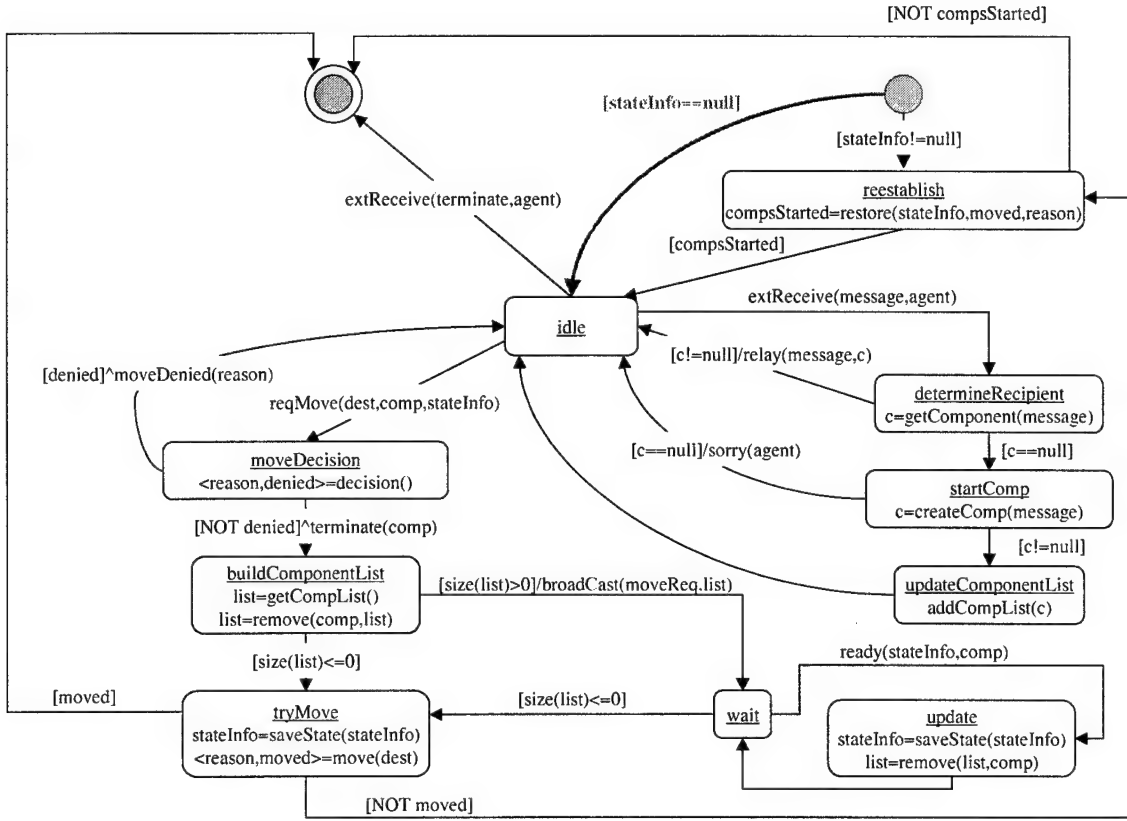 [NOT compsStarted]
[stateInfo==null]
[stateInfo!=null]
reestablish
compsStarted=restore(stateInfo,moved,reason)
extReceive(terminate,agent)
[compsStarted]
extReceive(message,agent)
idle
[c!=null]/relay(message,c)
[denied]^moveDenied(reason)
determineRecipient
c=getComponent(message)
reqMove(dest,comp,stateInfo)
[c==null]/sorry(agent)
[c==null]
moveDecision
<reason,denied>=decision()
startComp
c=createComp(message)
[NOT denied]^terminate(comp)
[c!=null]
buildComponentList
list=getCompList()
list=remove(comp,list)
[size(list)>0]/broadCast(moveReq.list)
updateComponentList
addCompList(c)
ready(stateInfo,comp)
[size(list)<=0]
[moved]
[size(list)<=0]
tryMove
stateInfo=saveState(stateInfo)
<reason,moved>=move(dest)
wait
update
stateInfo=saveState(stateInfo)
list=remove(list,comp)
[NOT moved]